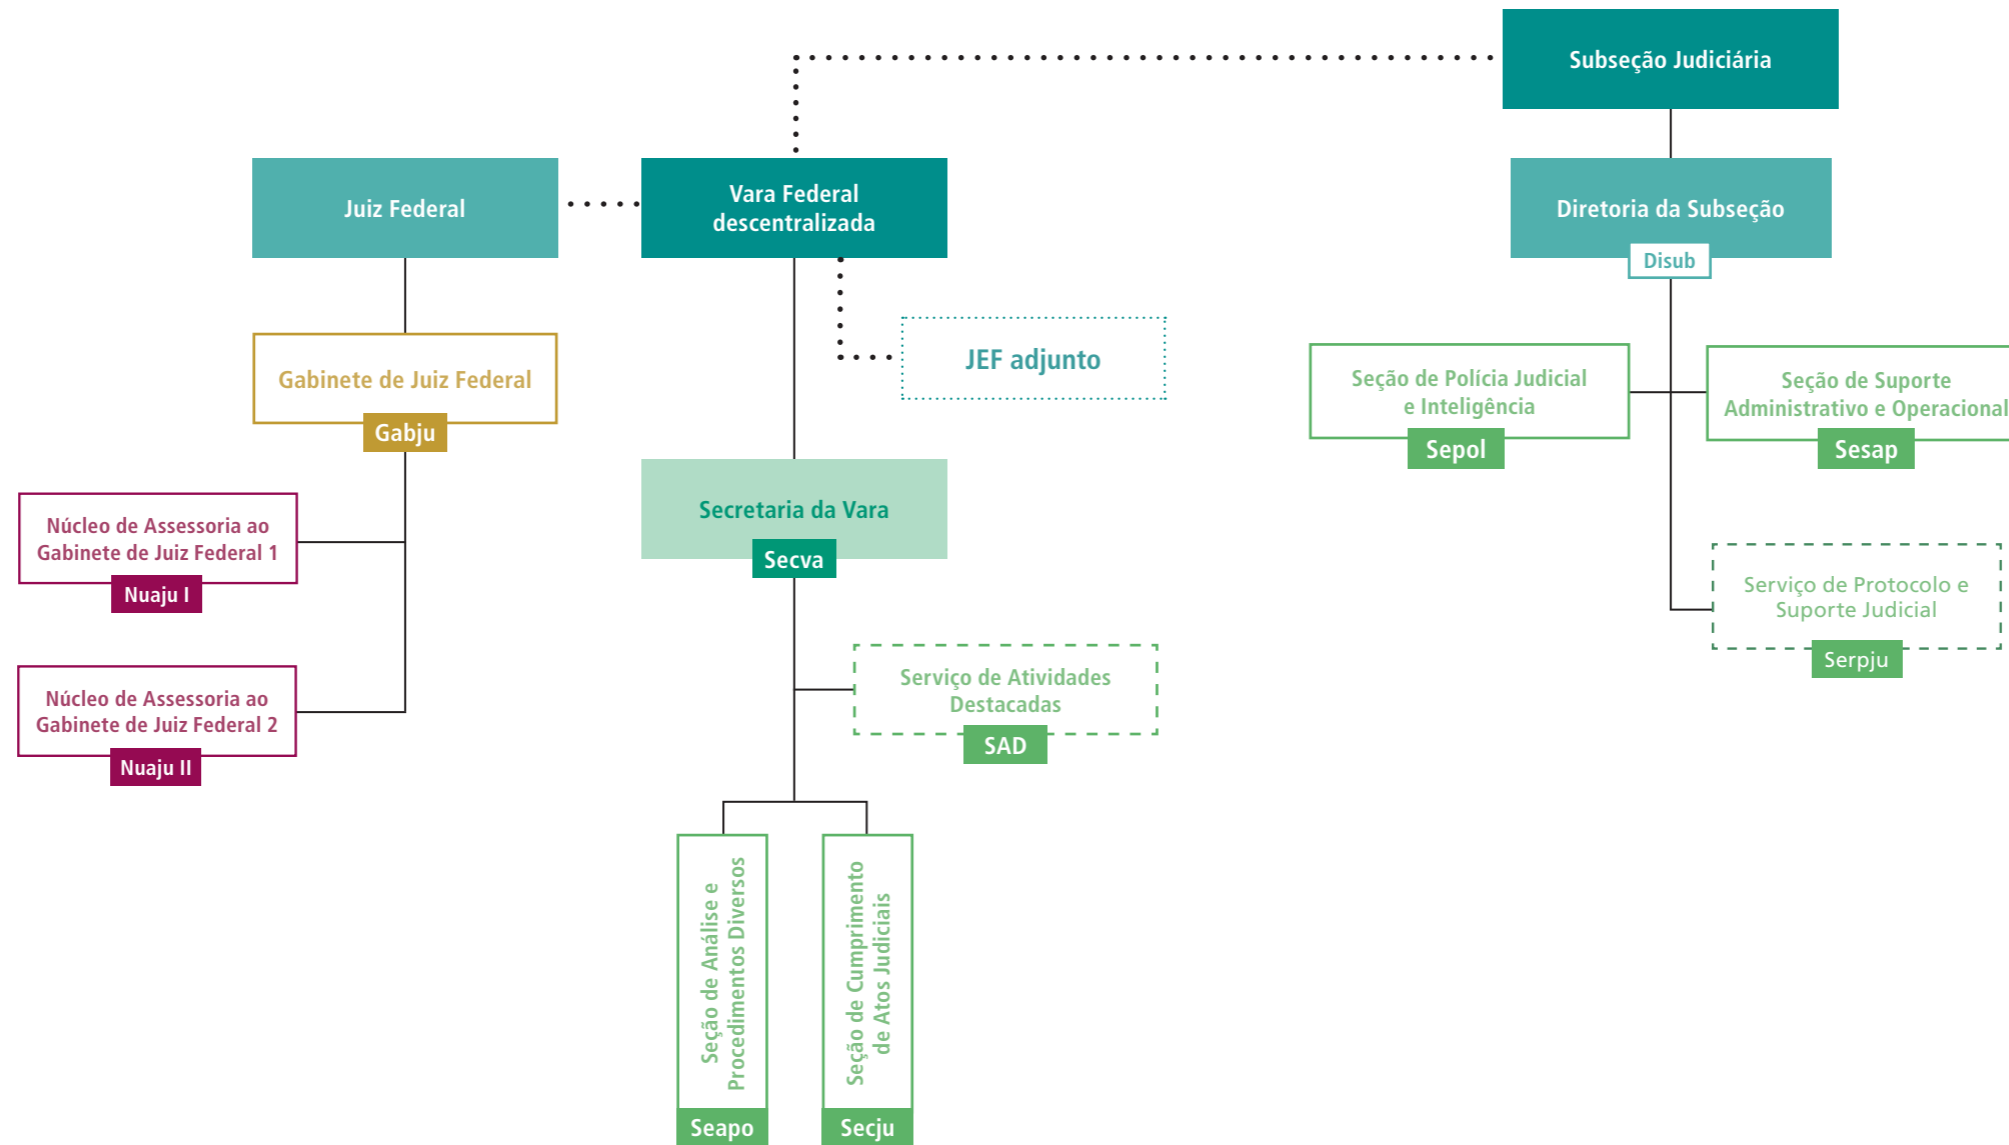 Subseção Judiciária
Juiz Federal
Vara Federal
descentralizada
Diretoria da Subseção
Disub
JEF adjunto
Gabinete de Juiz Federal
Gabju
Seção de Polícia Judicial
e Inteligência
Sepol
Seção de Suporte
Administrativo e Operacional
Sesap
Núcleo de Assessoria ao
Gabinete de Juiz Federal 1
Nuaju I
Secretaria da Vara
Secva
Serviço de Protocolo e
Suporte Judicial
Serpju
Núcleo de Assessoria ao
Gabinete de Juiz Federal 2
Nuaju II
Serviço de Atividades
Destacadas
SAD
Seção de Análise e
Procedimentos Diversos
Seapo
Seção de Cumprimento
de Atos Judiciais
Secju